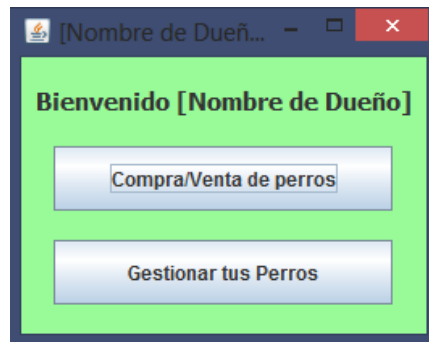 [Nombre de Dueñ...
Bienvenido [Nombre de Dueño]
Compra/Venta de perros
Gestionar tus Perros